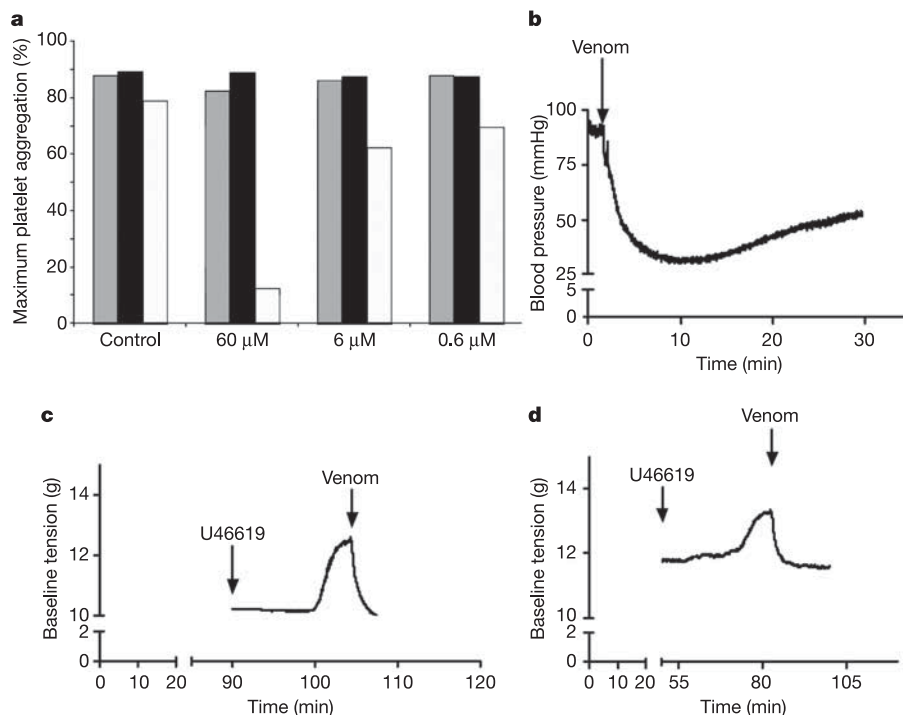 a
Maximum platelet aggregation (%)
100
80
60
40
20
0
Control 60 μM 6 μM 0.6 μM
b
Venom
Blood pressure (mmHg)
100
75
50
25
5
0
0 10 20 30
Time (min)
c
Venom
U46619
Baseline tension (g)
14
12
10
2
0
0 10 20 90 100 110 120
Time (min)
d
Venom
U46619
Baseline tension (g)
14
12
10
2
0
0 10 20 55 80 105
Time (min)